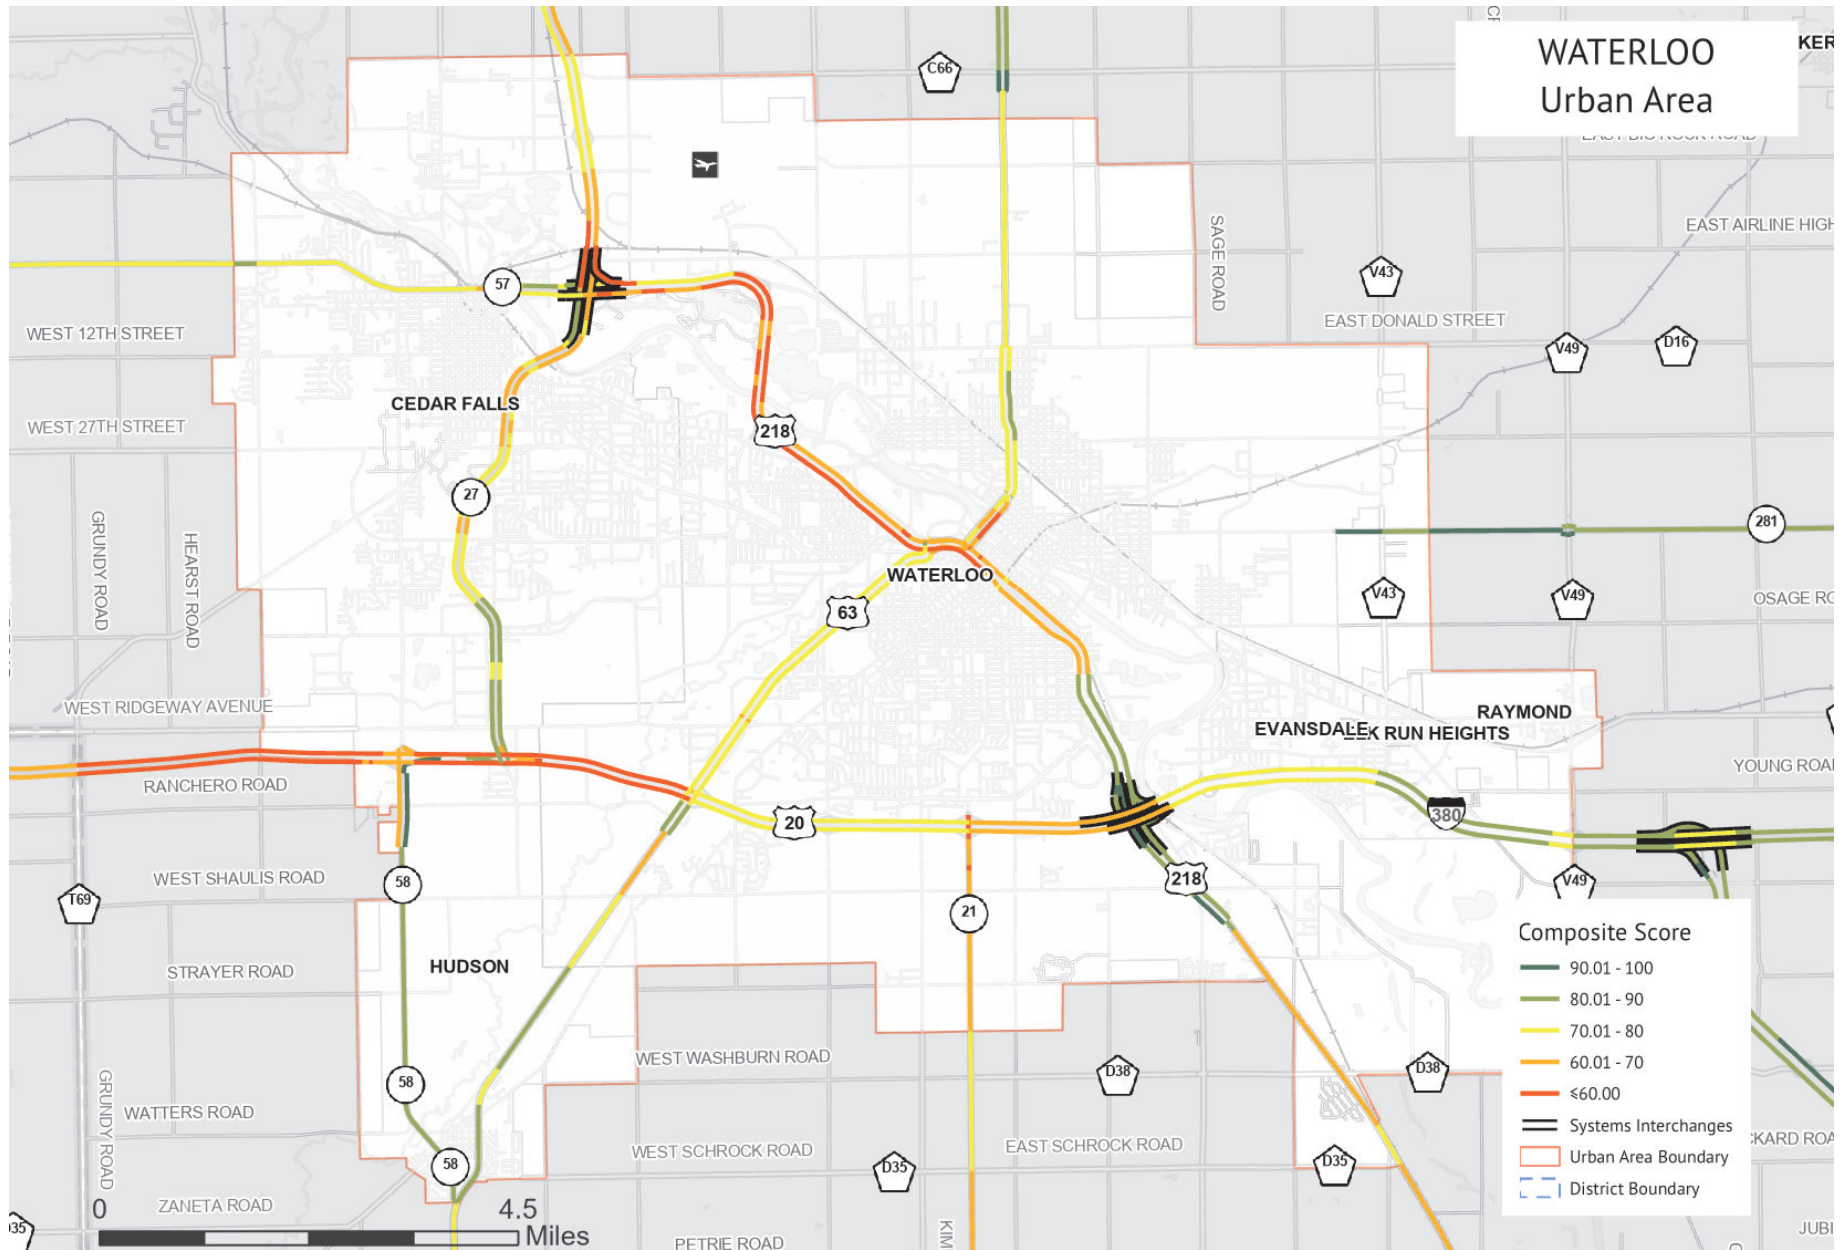 WATERLOO
Urban Area
C66
EAST AIRLINE HIGH
SAGE ROAD
V43
57
EAST DONALD STREET
WEST 12TH STREET
V49
D16
CEDAR FALLS
WEST 27TH STREET
218
27
GRUNDY ROAD
HEARST ROAD
281
WATERLOO
63
V43
V49
OSAGE RO
WEST RIDGEWAY AVENUE
RAYMOND
EVANSDALE
EK RUN HEIGHTS
YOUNG ROA
RANCHERO ROAD
20
380
WEST SHAULIS ROAD
58
218
V49
T69
21
STRAYER ROAD
HUDSON
Composite Score
90.01 - 100
80.01 - 90
70.01 - 80
60.01 - 70
≤60.00
Systems Interchanges
Urban Area Boundary
District Boundary
WEST WASHBURN ROAD
D38
D38
58
GRUNDY ROAD
WATTERS ROAD
WEST SCHROCK ROAD
EAST SCHROCK ROAD
CKARD ROA
58
D35
D35
ZANETA ROAD
0
4.5
Miles
PETRIE ROAD
KIM
JUBI